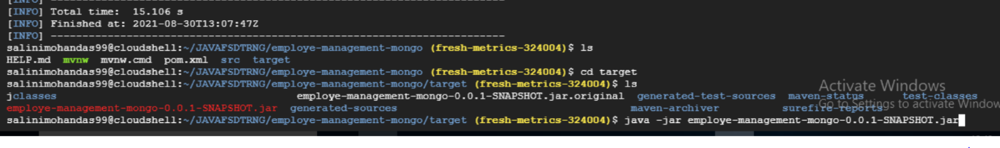 [INFO] ------------------------------------------------------------------------
[INFO] Total time:  15.106 s
[INFO] Finished at: 2021-08-30T13:07:47Z
[INFO] ------------------------------------------------------------------------
salinimohandas99@cloudshell:~/JAVAFSDTRNG/employe-management-mongo (fresh-metrics-324004)$ ls
HELP.md  mvnw  mvnw.cmd  pom.xml  src  target
salinimohandas99@cloudshell:~/JAVAFSDTRNG/employe-management-mongo (fresh-metrics-324004)$ cd target
salinimohandas99@cloudshell:~/JAVAFSDTRNG/employe-management-mongo/target (fresh-metrics-324004)$ ls
Activate Windows
jclasses  employe-management-mongo-0.0.1-SNAPSHOT.jar.original  generated-test-sources  maven-status  test-classes
Go to Settings to activate Window
employe-management-mongo-0.0.1-SNAPSHOT.jar  generated-sources  maven-archiver  surefire-reports
salinimohandas99@cloudshell:~/JAVAFSDTRNG/employe-management-mongo/target (fresh-metrics-324004)$ java -jar employe-management-mongo-0.0.1-SNAPSHOT.jar